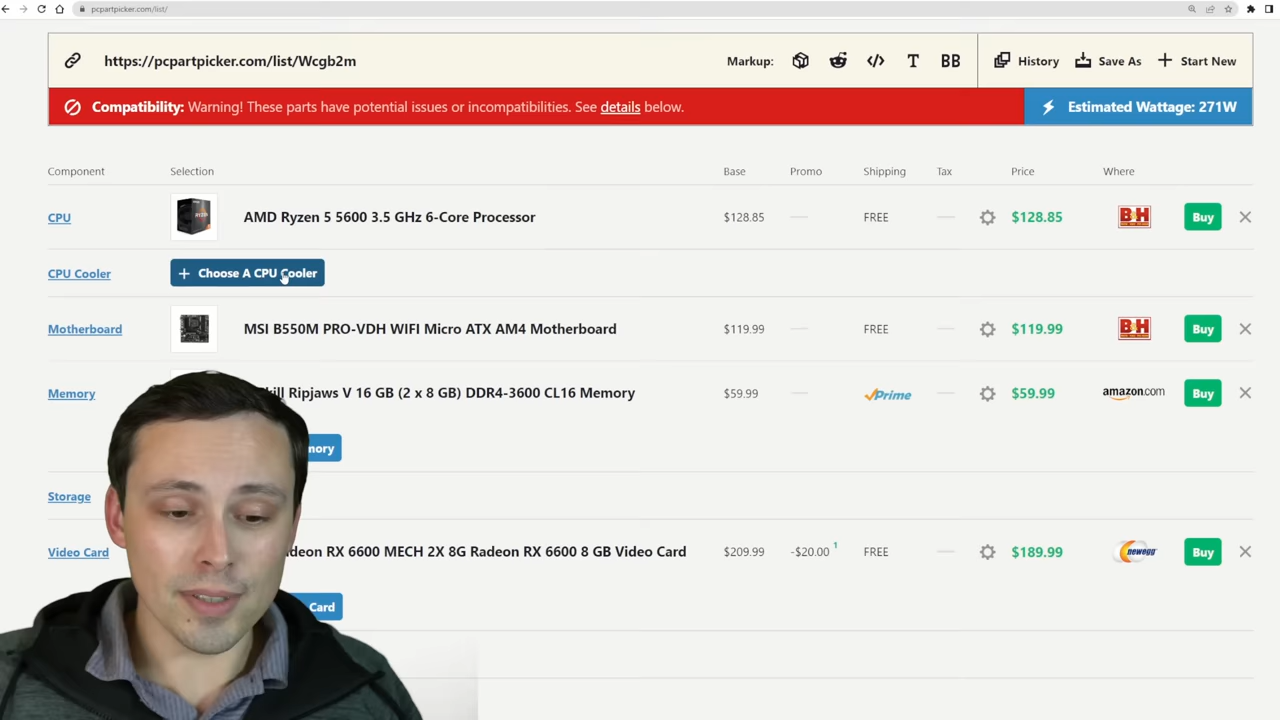 pcpartpicker.com/list/
https://pcpartpicker.com/list/Wcgb2m
Markup:
T
BB
History
Save As
Start New
Compatibility: Warning! These parts have potential issues or incompatibilities. See details below.
Estimated Wattage: 271W
Component Selection Base Promo Shipping Tax Price Where
CPU AMD Ryzen 5 5600 3.5 GHz 6-Core Processor $128.85 — FREE — $128.85 B&H Buy
RYZEN
CPU Cooler + Choose A CPU Cooler
Motherboard MSI B550M PRO-VDH WIFI Micro ATX AM4 Motherboard $119.99 — FREE — $119.99 B&H Buy
Memory Ripjaws V 16 GB (2 x 8 GB) DDR4-3600 CL16 Memory $59.99 — Prime — $59.99 amazon.com Buy
Storage
Video Card RX 6600 MECH 2X 8G Radeon RX 6600 8 GB Video Card $209.99 -$20.00 1 FREE — $189.99 newegg Buy
Card